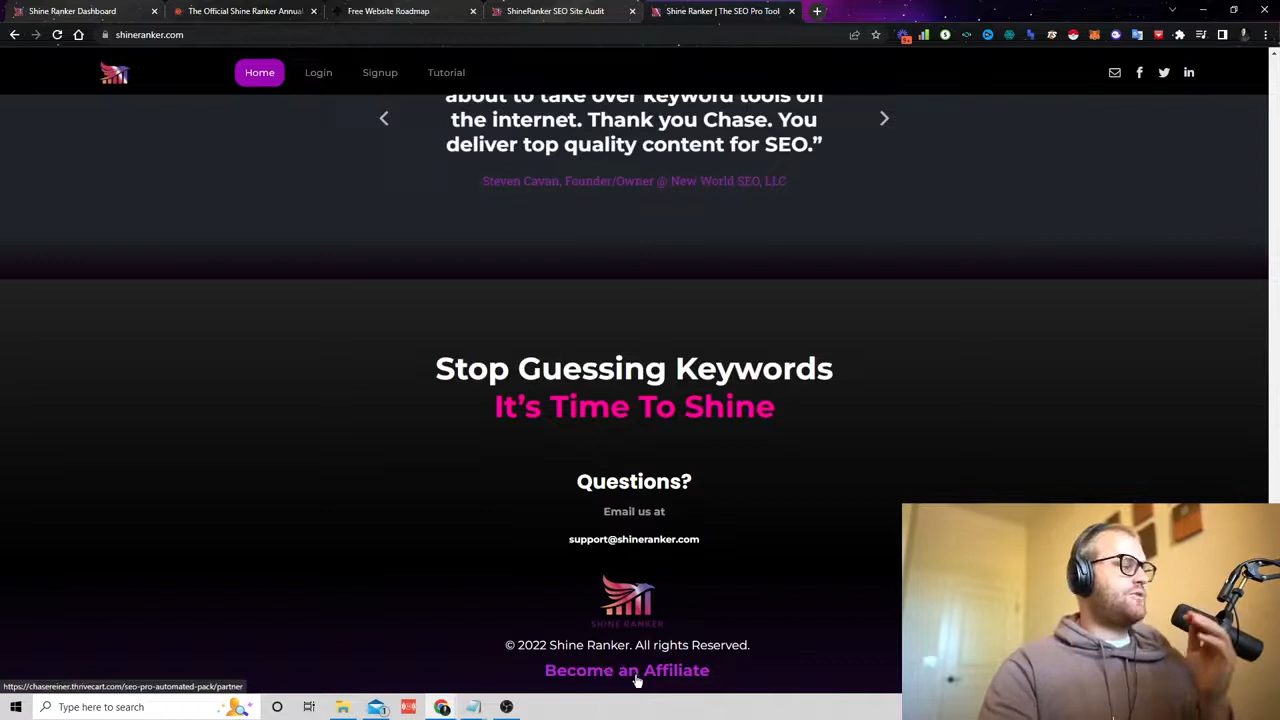 Shine Ranker Dashboard
The Official Shine Ranker Annual
Free Website Roadmap
ShineRanker SEO Site Audit
Shine Ranker | The SEO Pro Tool
shineranker.com
Home
Login
Signup
Tutorial
about to take over keyword tools on
the internet. Thank you Chase. You
deliver top quality content for SEO.”
Steven Cavan, Founder/Owner @ New World SEO, LLC
Stop Guessing Keywords
It’s Time To Shine
Questions?
Email us at
support@shineranker.com
SHINE RANKER
© 2022 Shine Ranker. All rights Reserved.
Become an Affiliate
https://chasereiner.thrivecart.com/seo-pro-automated-pack/partner
Type here to search